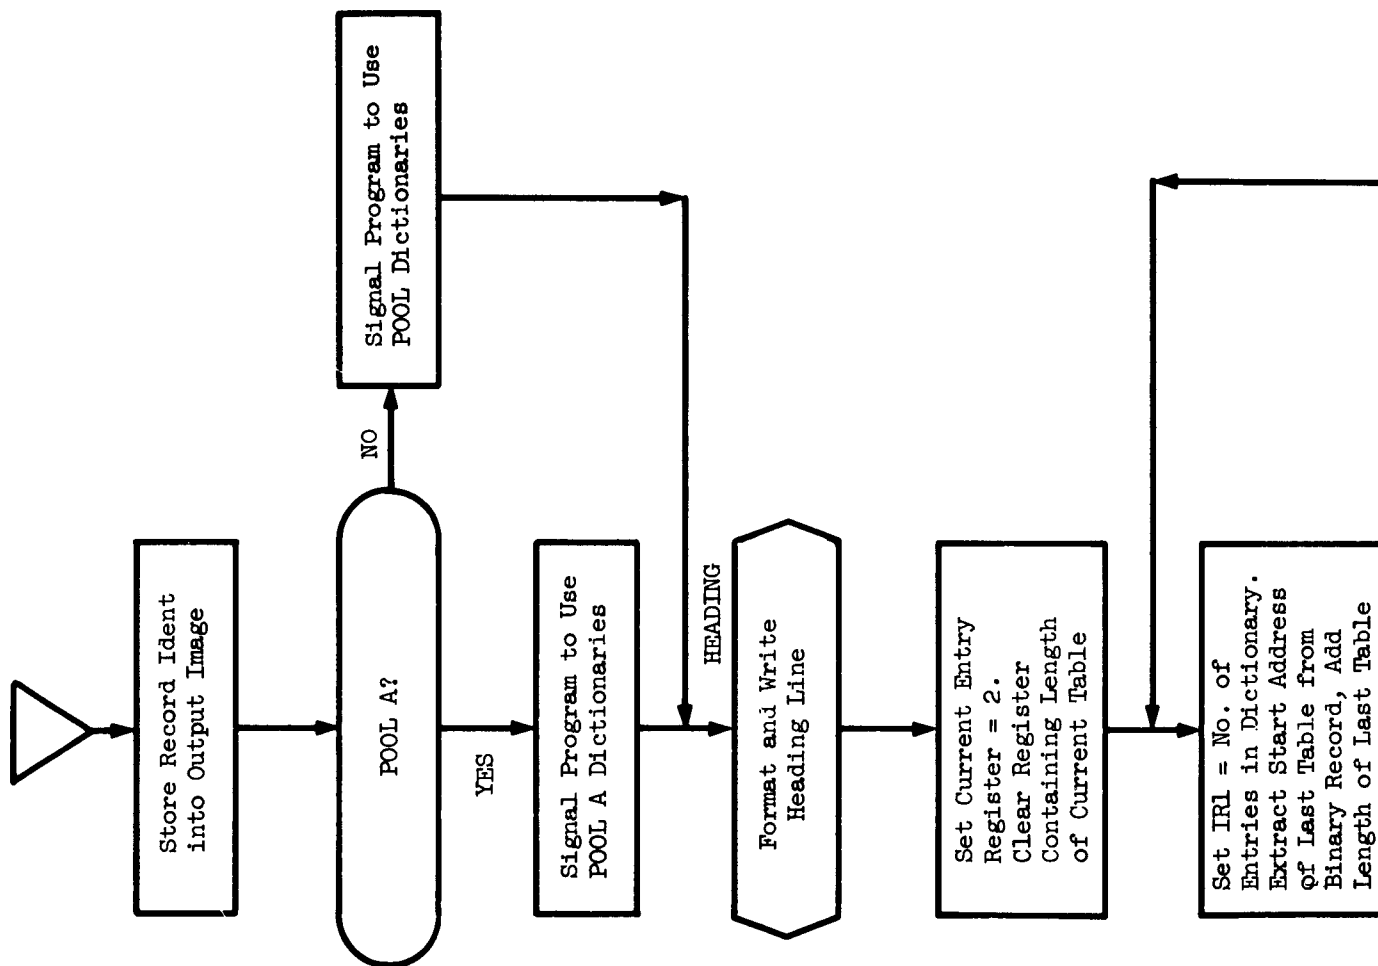 Store Record Ident
into Output Image
POOL A?
NO
Signal Program to Use
POOL Dictionaries
YES
Signal Program to Use
POOL A Dictionaries
HEADING
Format and Write
Heading Line
Set Current Entry
Register = 2.
Clear Register
Containing Length
of Current Table
Set IR1 = No. of
Entries in Dictionary.
Extract Start Address
of Last Table from
Binary Record, Add
Length of Last Table